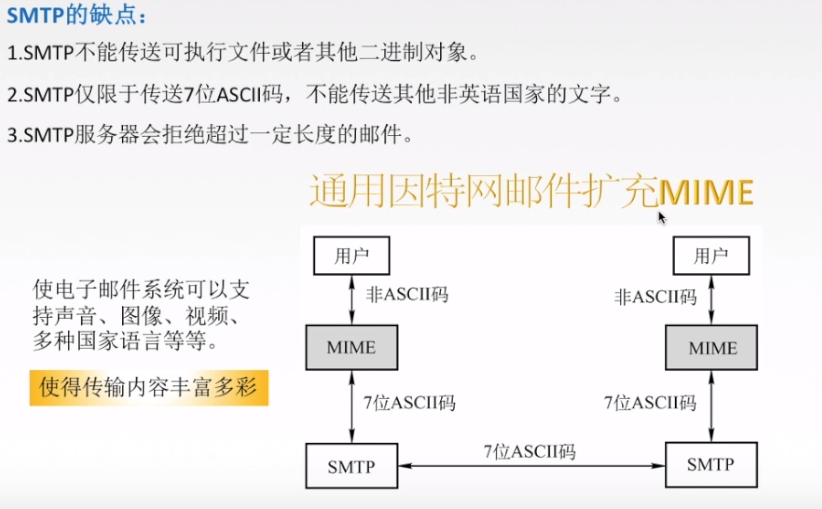 SMTP的缺点：
1.SMTP不能传送可执行文件或者其他二进制对象。
2.SMTP仅限于传送7位ASCII码，不能传送其他非英语国家的文字。
3.SMTP服务器会拒绝超过一定长度的邮件。
通用因特网邮件扩充MIME
使电子邮件系统可以支
持声音、图像、视频、
多种国家语言等等。
使得传输内容丰富多彩
用户
用户
非ASCII码
非ASCII码
MIME
MIME
7位ASCII码
7位ASCII码
SMTP
7位ASCII码
SMTP